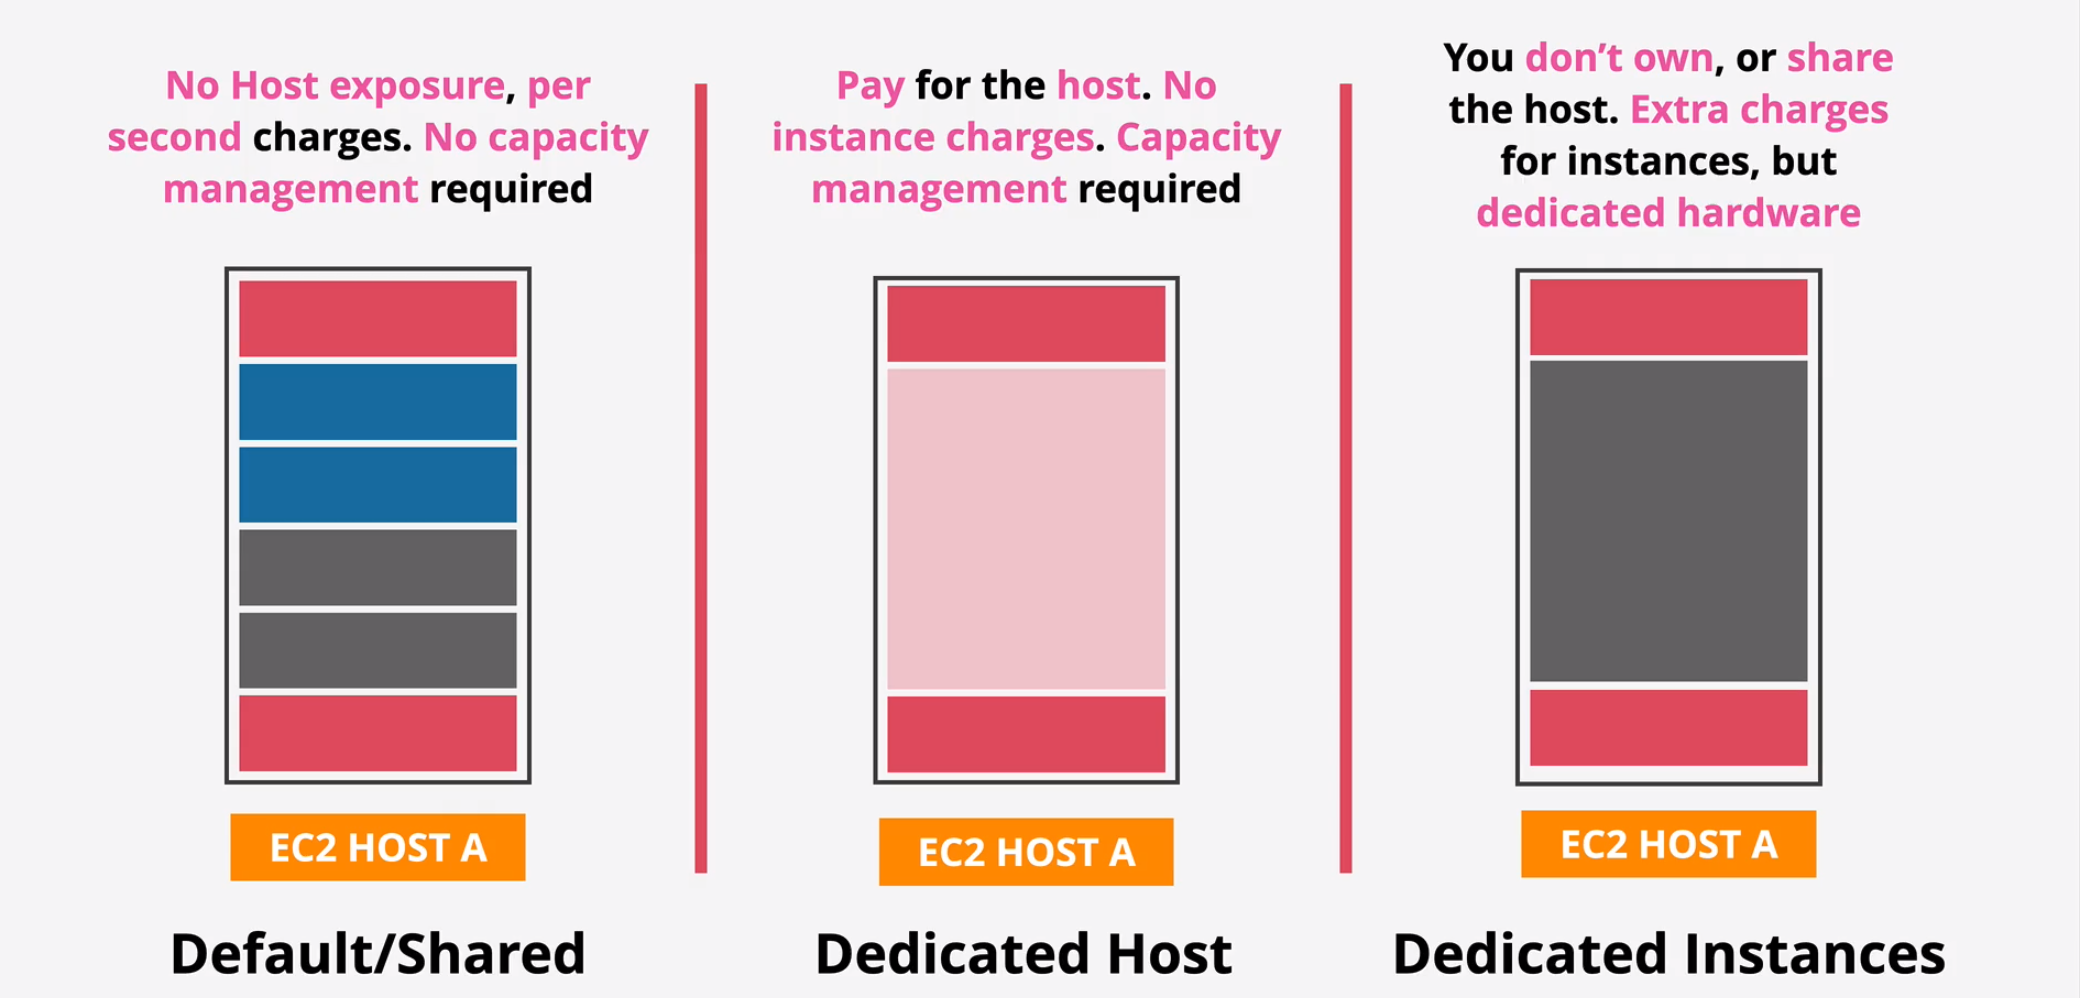 No Host exposure, per
second charges. No capacity
management required
EC2 HOST A
Default/Shared
Pay for the host. No
instance charges. Capacity
management required
EC2 HOST A
Dedicated Host
You don’t own, or share
the host. Extra charges
for instances, but
dedicated hardware
EC2 HOST A
Dedicated Instances